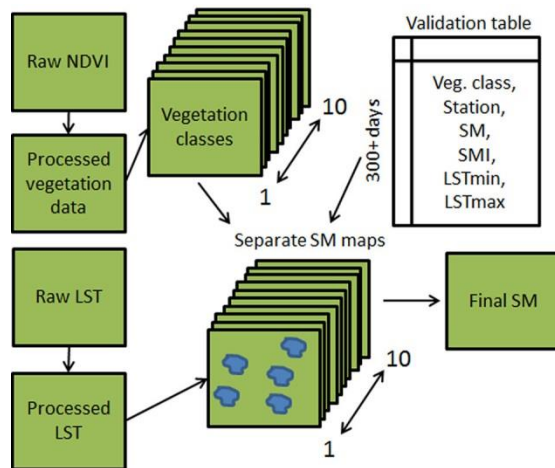 Raw NDVI
Processed
vegetation
data
Vegetation
classes
10
1
Validation table
300+days
Veg. class,
Station,
SM,
SMI,
LSTmin,
LSTmax
Separate SM maps
Raw LST
Processed
LST
10
1
Final SM